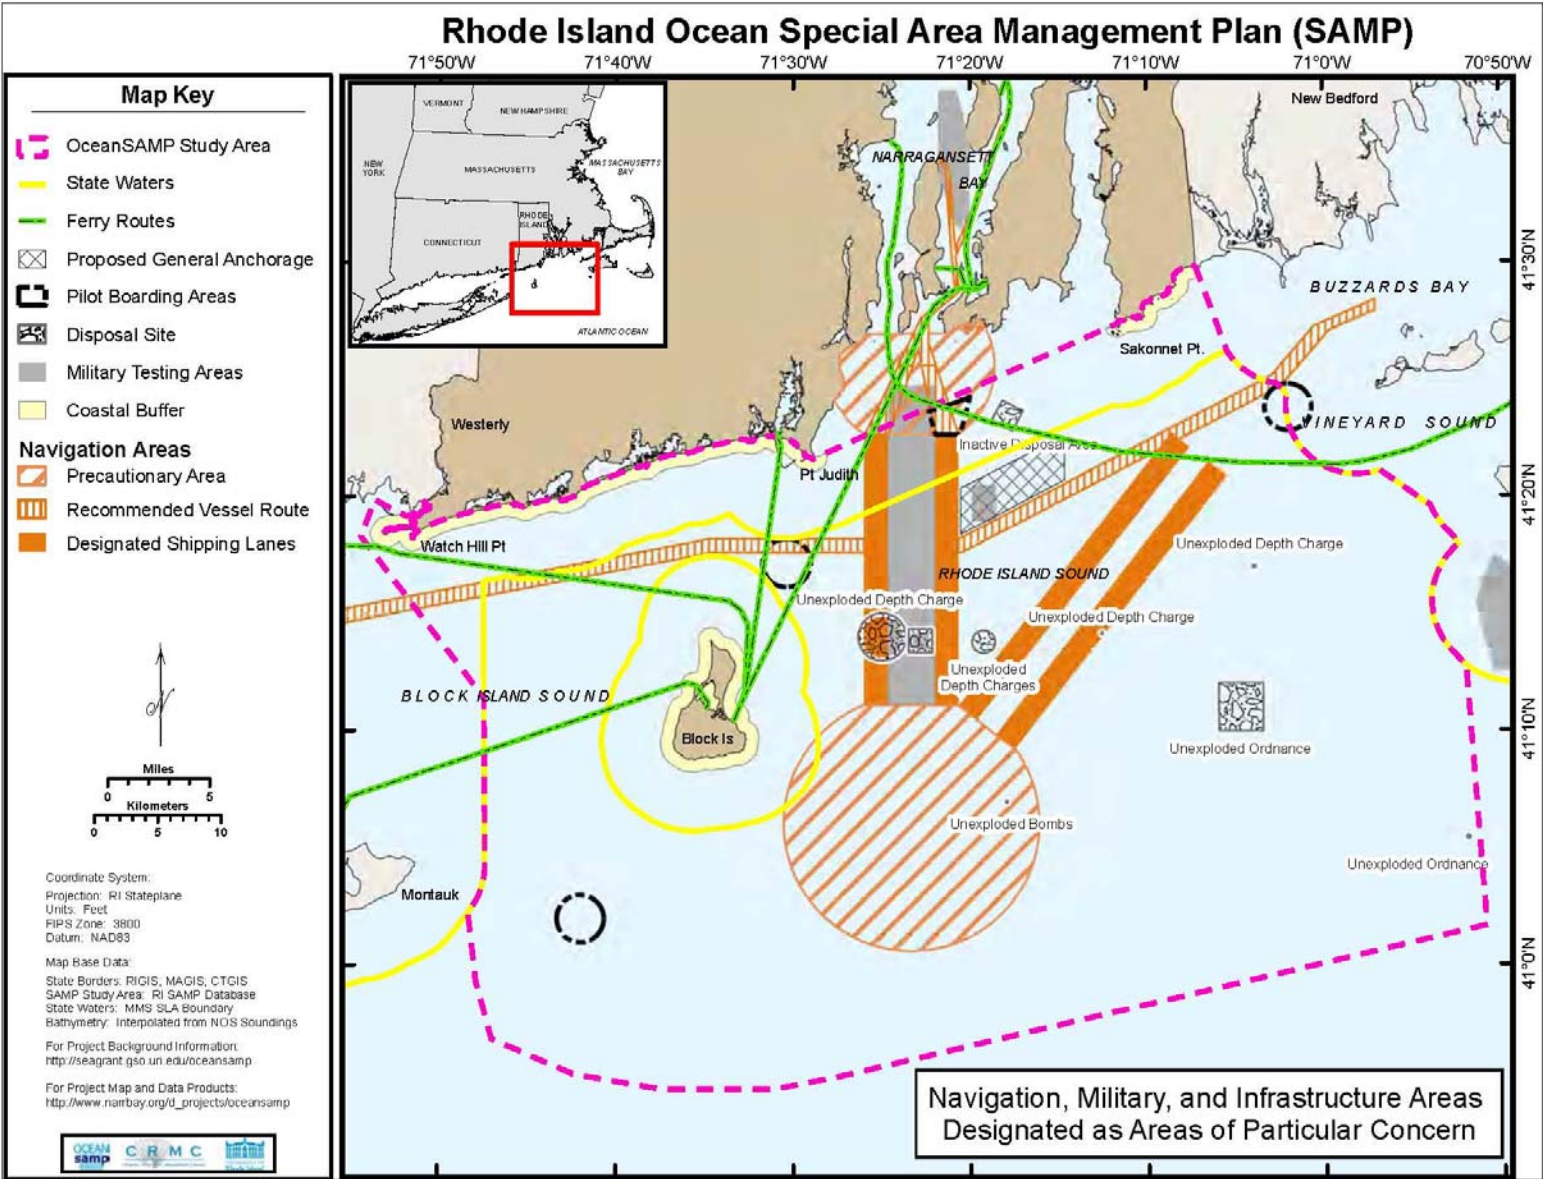 Rhode Island Ocean Special Area Management Plan (SAMP)
71°50'W
71°40'W
71°30'W
71°20'W
71°10'W
71°0'W
70°50'W
Map Key
OceanSAMP Study Area
State Waters
Ferry Routes
Proposed General Anchorage
Pilot Boarding Areas
Disposal Site
Military Testing Areas
Coastal Buffer
Navigation Areas
Precautionary Area
Recommended Vessel Route
Designated Shipping Lanes
N
Miles
0 5
Kilometers
0 5 10
Coordinate System:
Projection: RI Stateplane
Units: Feet
FIPS Zone: 3800
Datum: NAD83
Map Base Data:
State Borders: RIGIS, MAGIS, CTGIS
SAMP Study Area: RI SAMP Database
State Waters: MMS SLA Boundary
Bathymetry: Interpolated from NOS Soundings
For Project Background Information:
http://seagrant.gso.uri.edu/oceansamp
For Project Map and Data Products:
http://www.narrbay.org/d_projects/oceansamp
OCEAN
samp
C R M C
VERMONT
NEW HAMPSHIRE
NEW
YORK
MASSACHUSETTS
MASSACHUSETTS
BAY
RHODE
ISLAND
CONNECTICUT
ATLANTIC OCEAN
New Bedford
NARRAGANSETT
BAY
BUZZARDS BAY
Sakonnet Pt.
Westerly
VINEYARD SOUND
Inactive Disposal Area
Pt Judith
Watch Hill Pt
Unexploded Depth Charge
RHODE ISLAND SOUND
Unexploded Depth Charge
Unexploded Depth Charge
Unexploded
Depth Charges
BLOCK ISLAND SOUND
Block Is
Unexploded Ordnance
Unexploded Bombs
Unexploded Ordnance
Montauk
41°30'N
41°20'N
41°10'N
41°0'N
Navigation, Military, and Infrastructure Areas
Designated as Areas of Particular Concern